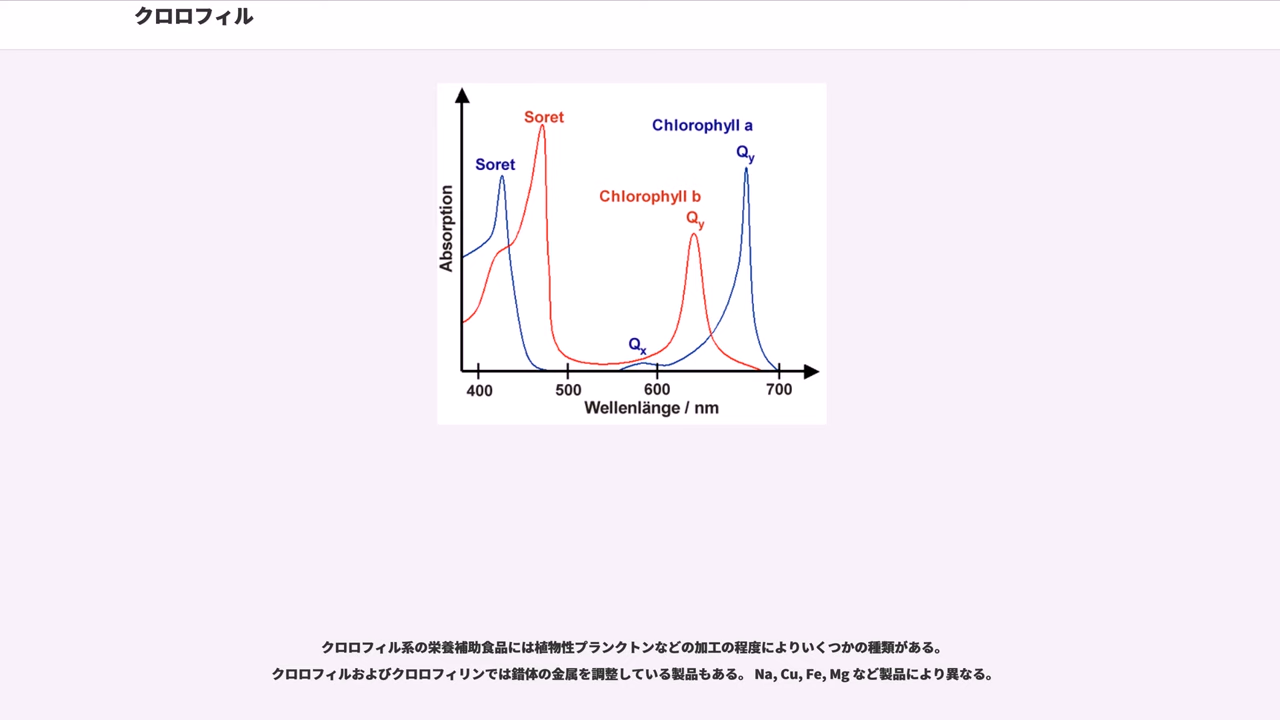 クロロフィル
Soret
Chlorophyll a
Soret
Qy
Chlorophyll b
Qy
Absorption
Qx
400 500 600 700
Wellenlänge / nm
クロロフィル系の栄養補助食品には植物性プランクトンなどの加工の程度によりいくつかの種類がある。
クロロフィルおよびクロロフィリンでは錯体の金属を調整している製品もある。 Na, Cu, Fe, Mg など製品により異なる。